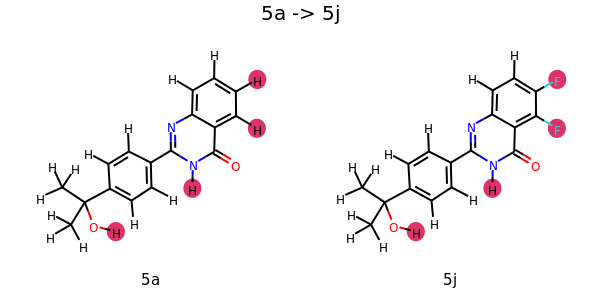 5a -> 5j
H H
H H H
H H F
H N H H N F
H H
N O N O
H H H H H H
H H H H
H H H H
H O H H O H
H H H H
5a 5j